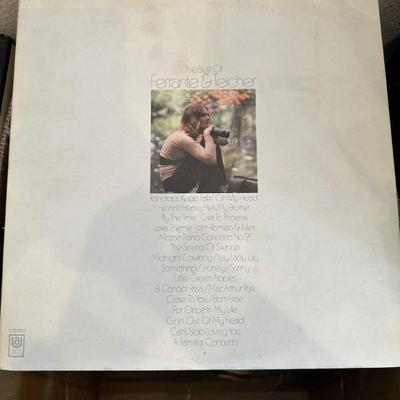 The Best Of
Ferrante & Teicher
Raindrops Keep Fallin' On My Head
He Ain't Heavy, He's My Brother
By The Time I Get To Phoenix
Love Theme From Romeo & Juliet
Mozart Piano Concerto No. 21
The Sound Of Silence
Midnight Cowboy / Lay Lady Lay
Something / Honey / Sunny
Little Green Apples
El Condor Pasa / MacArthur Park
Close To You / Born Free
For Once In My Life
Goin' Out Of My Head
Can't Stop Loving You
A Familiar Concerto
STEREO
UA